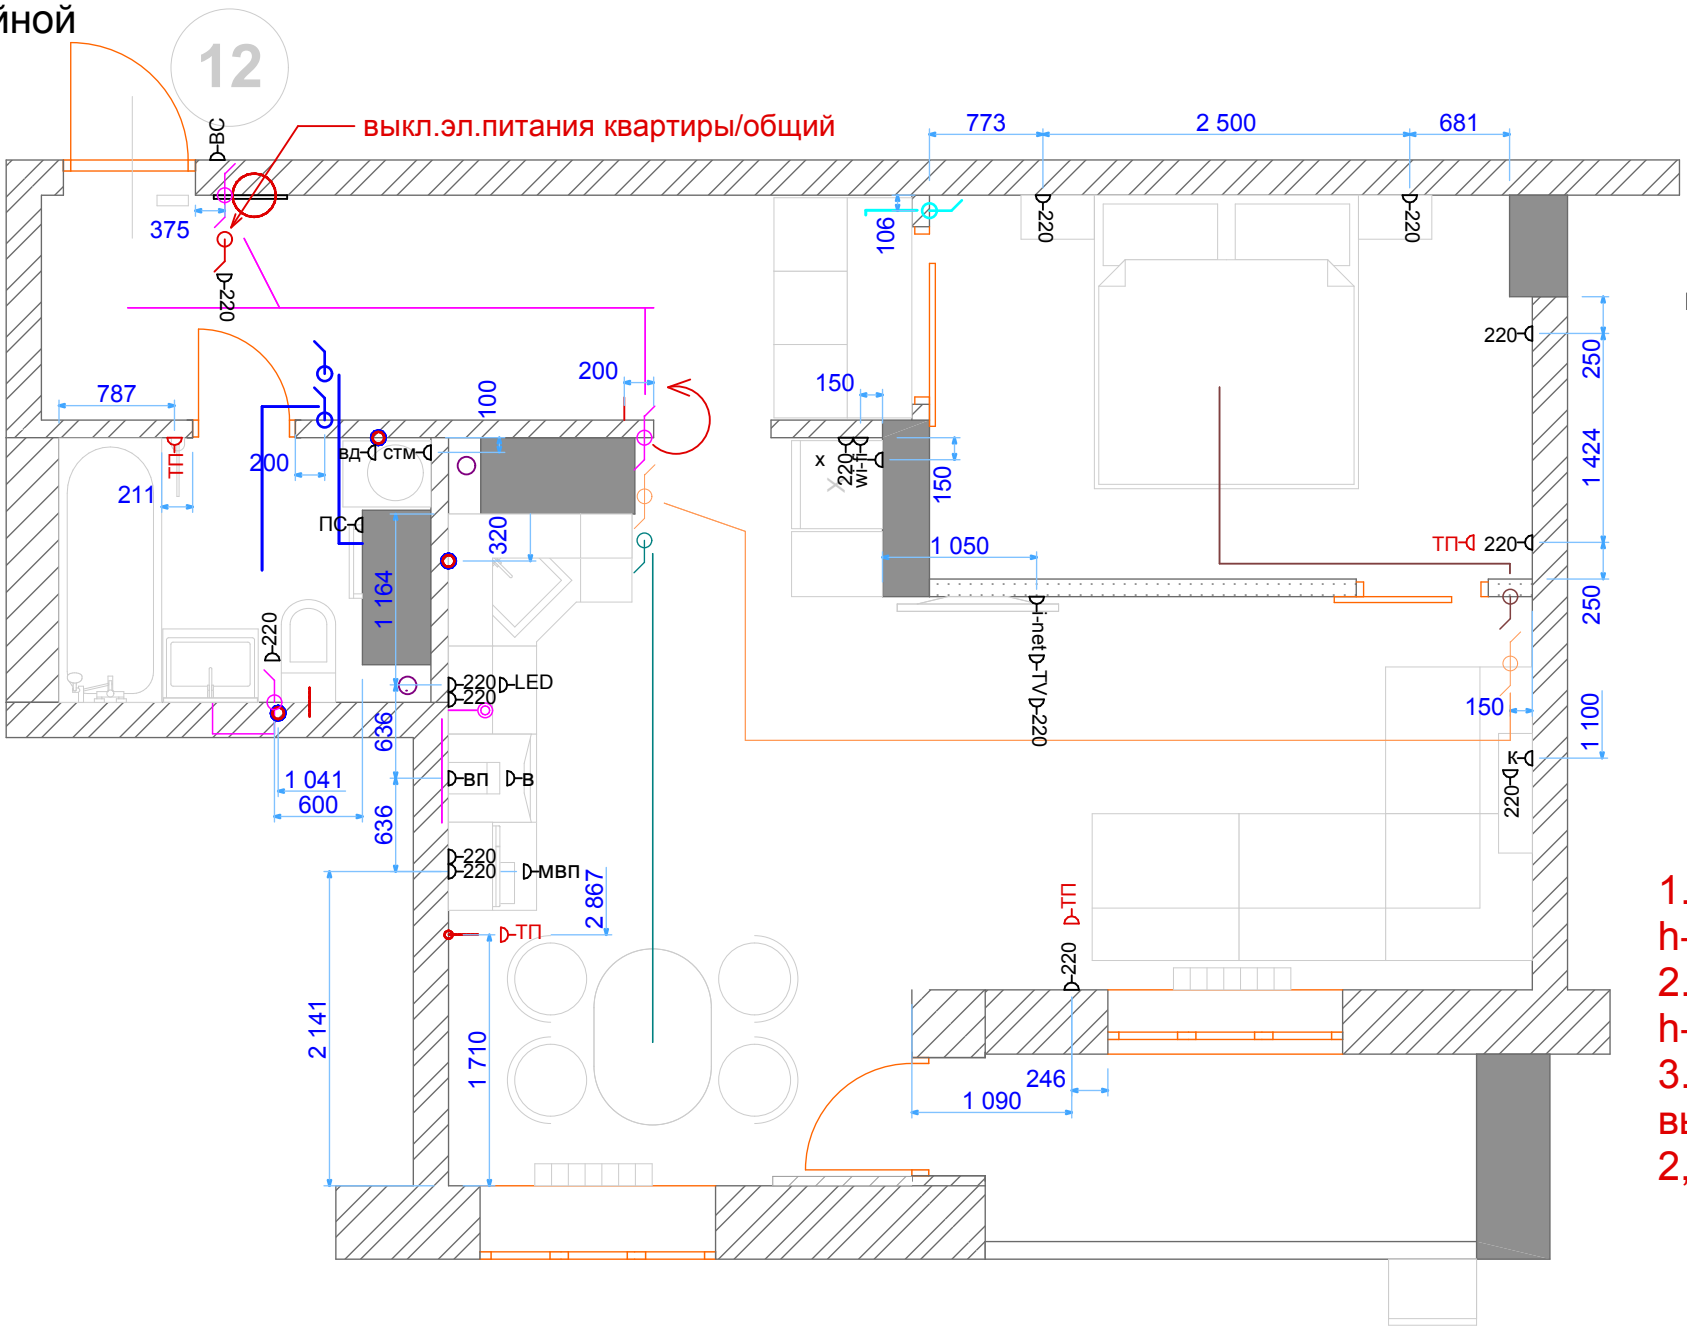 йной
12
ВС
выкл.эл.питания квартиры/общий
773
2 500
681
375
106
220
220
220
220
250
787
200
100
150
1 424
ТП
200
вд
стм
х
220
wi-fi
150
211
ПС
320
1 050
ТП
220
1 164
250
i-net
220
220
LED
220
TV
220
636
150
1 100
к
220
вп
в
1 041
600
636
220
220
мвп
2 867
ТП
ТП
220
2 141
1 710
246
1 090
1.
h-
2.
h-
3.
вы
2,